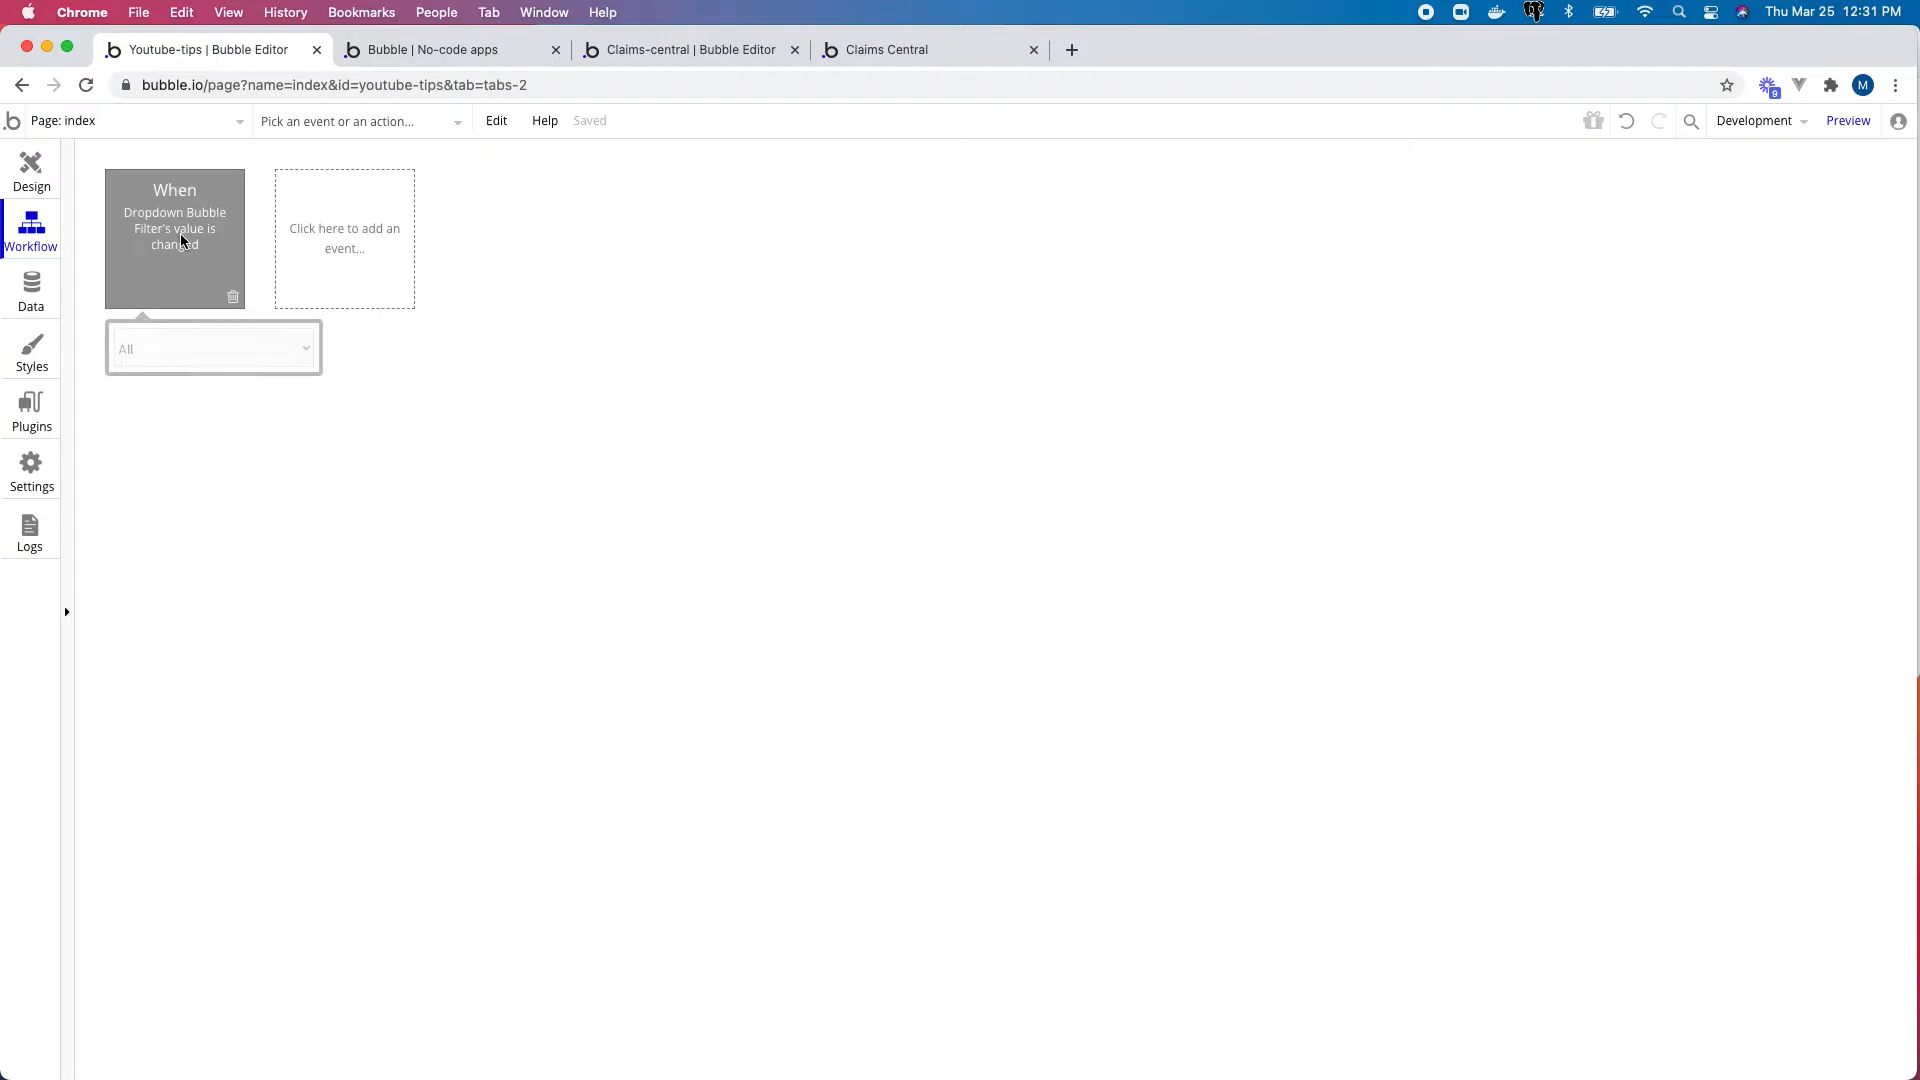 Chrome File Edit View History Bookmarks People Tab Window Help Thu Mar 25 12:31 PM
Youtube-tips | Bubble Editor Bubble | No-code apps Claims-central | Bubble Editor Claims Central
bubble.io/page?name=index&id=youtube-tips&tab=tabs-2 9 M
Page: index Pick an event or an action... Edit Help Saved Development Preview
Design
Workflow
Data
Styles
Plugins
Settings
Logs
When
Dropdown Bubble
Filter's value is
changed
Click here to add an
event...
All